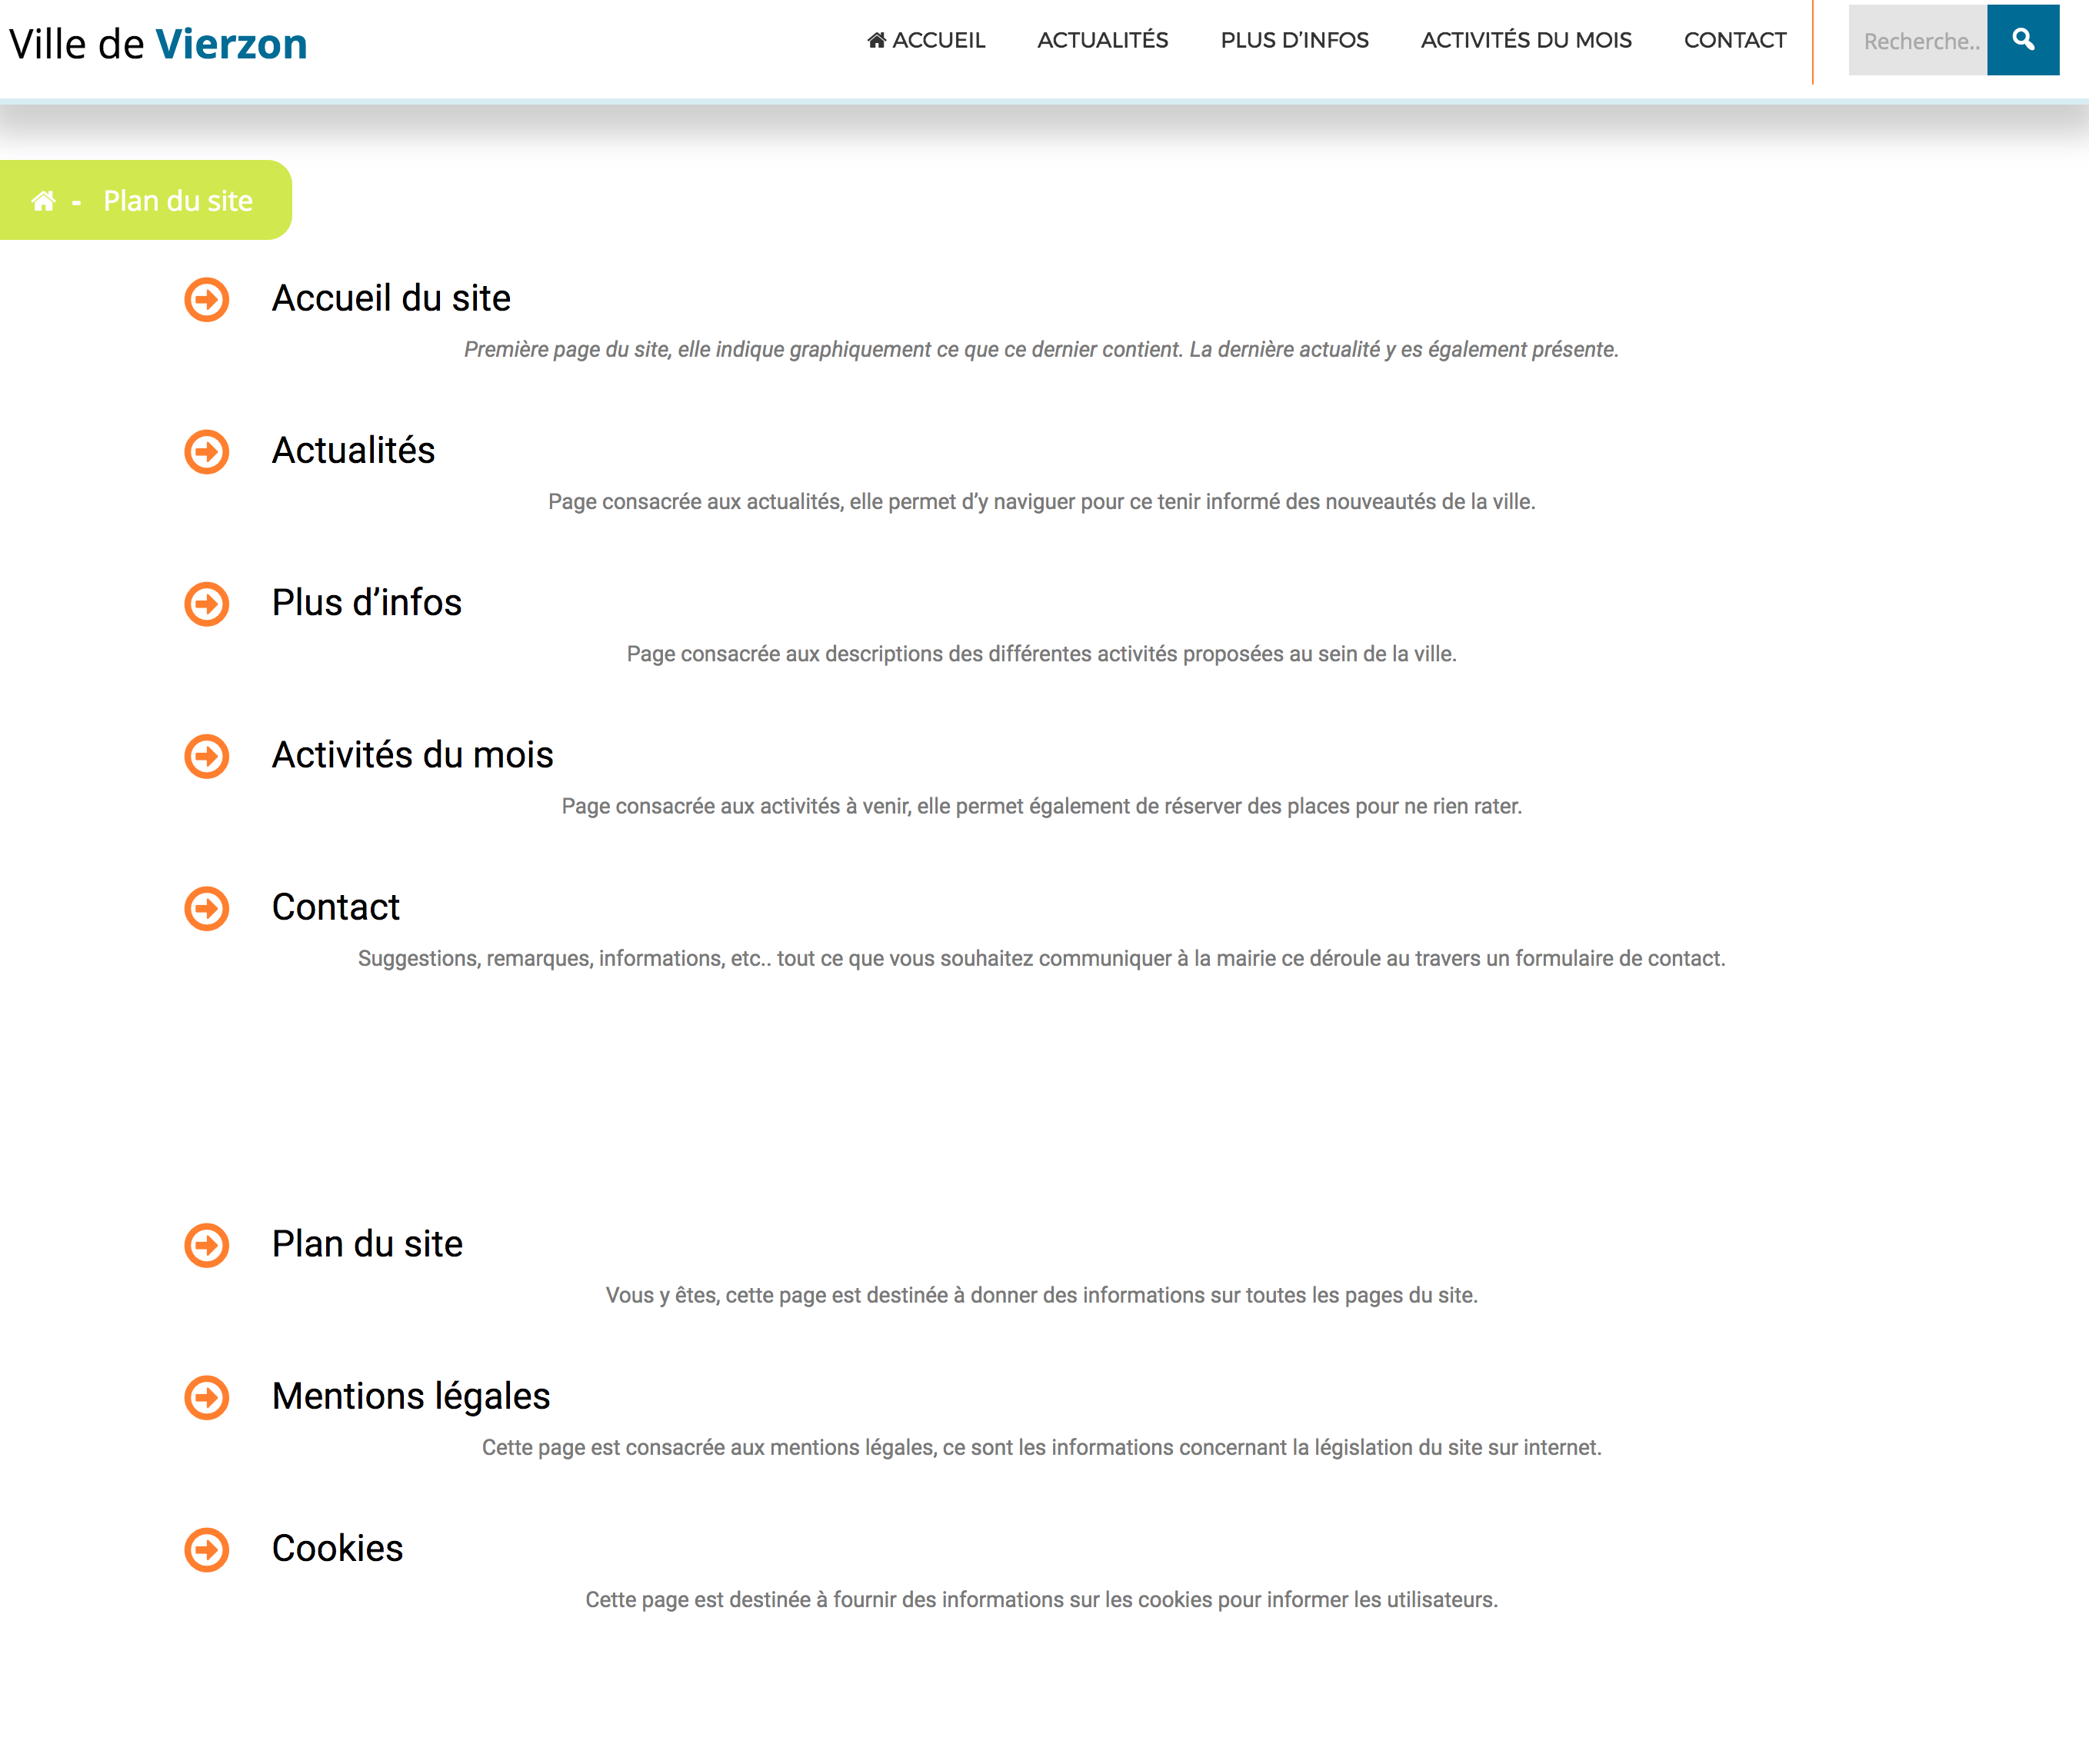 Ville de Vierzon
ACCUEIL ACTUALITÉS PLUS D'INFOS ACTIVITÉS DU MOIS CONTACT Recherche..
- Plan du site
Accueil du site
Première page du site, elle indique graphiquement ce que ce dernier contient. La dernière actualité y es également présente.
Actualités
Page consacrée aux actualités, elle permet d’y naviguer pour ce tenir informé des nouveautés de la ville.
Plus d’infos
Page consacrée aux descriptions des différentes activités proposées au sein de la ville.
Activités du mois
Page consacrée aux activités à venir, elle permet également de réserver des places pour ne rien rater.
Contact
Suggestions, remarques, informations, etc.. tout ce que vous souhaitez communiquer à la mairie ce déroule au travers un formulaire de contact.
Plan du site
Vous y êtes, cette page est destinée à donner des informations sur toutes les pages du site.
Mentions légales
Cette page est consacrée aux mentions légales, ce sont les informations concernant la législation du site sur internet.
Cookies
Cette page est destinée à fournir des informations sur les cookies pour informer les utilisateurs.